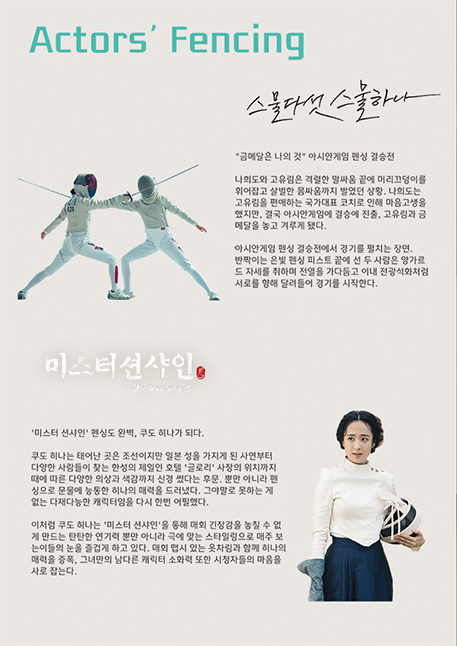 Actors' Fencing
스물다섯 스물하나
"금메달은 나의 것" 아시안게임 펜싱 결승전
나희도와 고유림은 격렬한 말싸움 끝에 머리끄덩이를
휘어잡고 살벌한 몸싸움까지 벌였던 상황. 나희도는
고유림을 편애하는 국가대표 코치로 인해 마음고생을
했지만, 결국 아시안게임에 결승에 진출, 고유림과 금
메달을 놓고 겨루게 됐다.
아시안게임 펜싱 결승전에서 경기를 펼치는 장면.
반짝이는 은빛 펜싱 피스트 끝에 선 두 사람은 앙가르
드 자세를 취하며 전열을 가다듬고 이내 전광석화처럼
서로를 향해 달려들어 경기를 시작한다.
미스터션샤인
'미스터 션샤인' 펜싱도 완벽, 쿠도 히나가 되다.
쿠도 히나는 태어난 곳은 조선이지만 일본 성을 가지게 된 사연부터
다양한 사람들이 찾는 한성의 제일인 호텔 '글로리' 사장의 위치까지
때에 따른 다양한 의상과 색감까지 신경 썼다는 후문. 뿐만 아니라 펜
싱으로 문물에 능통한 히나의 매력을 드러냈다. 그야말로 못하는 게
없는 다재다능한 캐릭터임을 다시 한번 어필했다.
이처럼 쿠도 히나는 '미스터 션샤인'을 통해 매회 긴장감을 놓칠 수 없
게 만드는 탄탄한 연기력 뿐만 아니라 극에 맞는 스타일링으로 매주 보
는이들의 눈을 즐겁게 하고 있다. 매회 맵시 있는 옷차림과 함께 히나의
매력을 증폭, 그녀만의 남다른 캐릭터 소화력 또한 시청자들의 마음을
사로 잡는다.